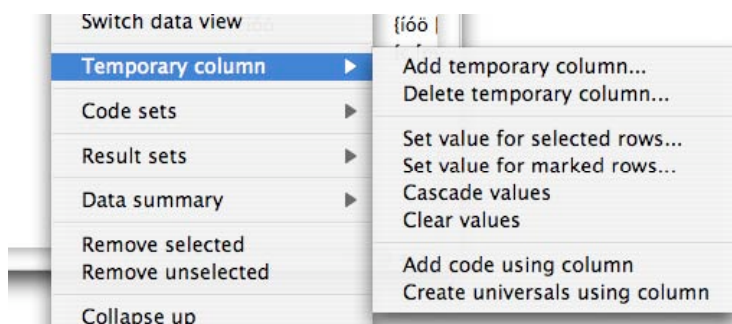 Switch data view
{íóö
Temporary column
Code sets
Result sets
Data summary
Remove selected
Remove unselected
Collapse up
Add temporary column...
Delete temporary column...
Set value for selected rows...
Set value for marked rows...
Cascade values
Clear values
Add code using column
Create universals using column